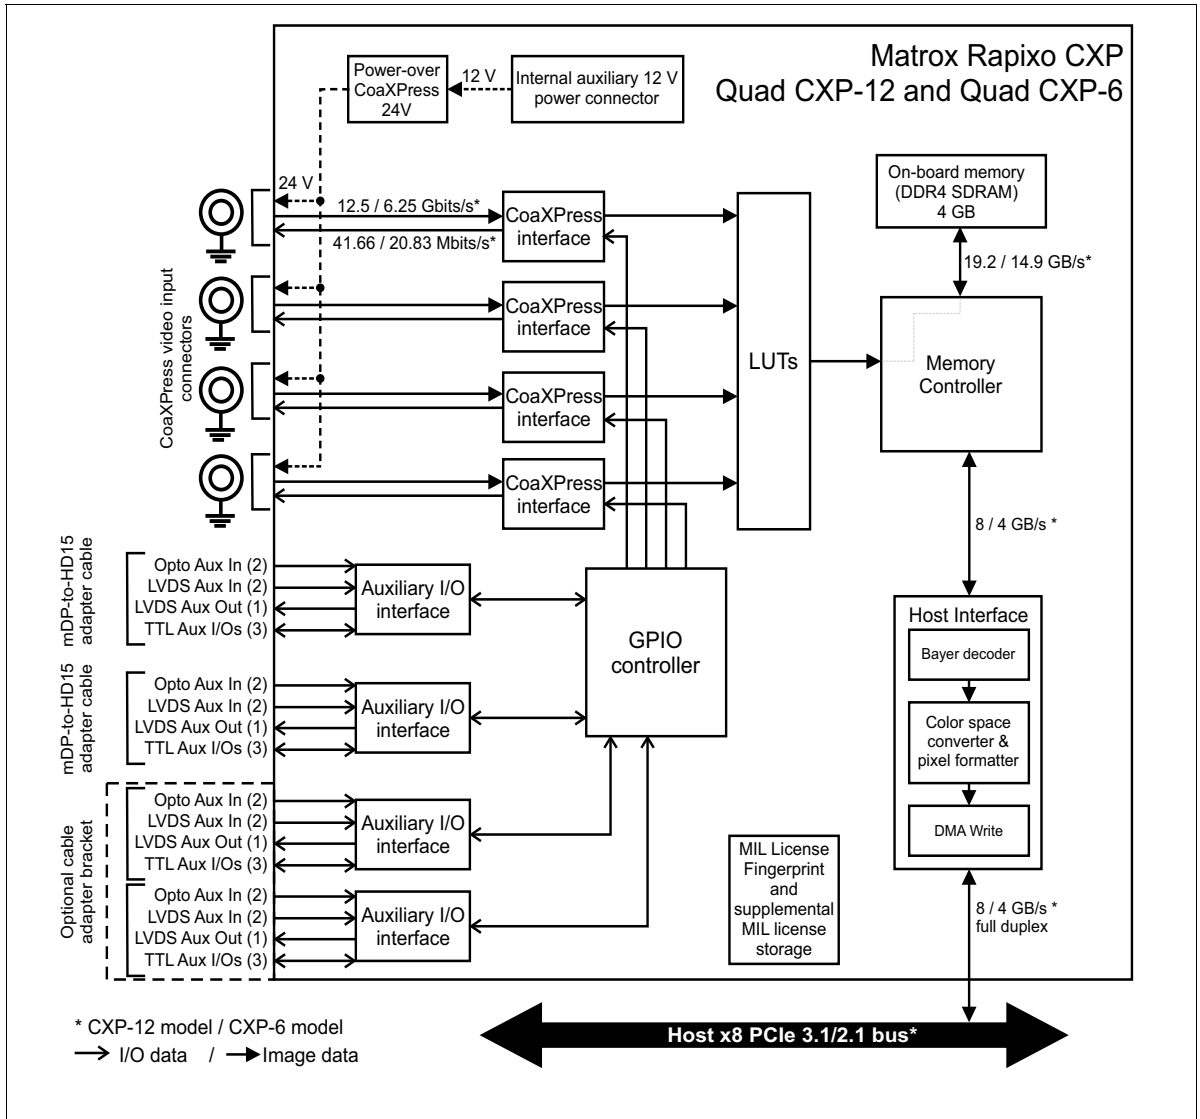 Matrox Rapixo CXP
Quad CXP-12 and Quad CXP-6
Power-over
CoaXPress
24V
12 V
Internal auxiliary 12 V
power connector
On-board memory
(DDR4 SDRAM)
4 GB
19.2 / 14.9 GB/s*
24 V
12.5 / 6.25 Gbits/s*
41.66 / 20.83 Mbits/s*
CoaXPress
interface
CoaXPress
interface
CoaXPress
interface
CoaXPress
interface
CoaXPress video input
connectors
LUTs
Memory
Controller
8 / 4 GB/s *
mDP-to-HD15
adapter cable
Opto Aux In (2)
LVDS Aux In (2)
LVDS Aux Out (1)
TTL Aux I/Os (3)
Auxiliary I/O
interface
mDP-to-HD15
adapter cable
Opto Aux In (2)
LVDS Aux In (2)
LVDS Aux Out (1)
TTL Aux I/Os (3)
Auxiliary I/O
interface
Optional cable
adapter bracket
Opto Aux In (2)
LVDS Aux In (2)
LVDS Aux Out (1)
TTL Aux I/Os (3)
Auxiliary I/O
interface
Opto Aux In (2)
LVDS Aux In (2)
LVDS Aux Out (1)
TTL Aux I/Os (3)
Auxiliary I/O
interface
GPIO
controller
Host Interface
Bayer decoder
Color space
converter &
pixel formatter
DMA Write
MIL License
Fingerprint
and
supplemental
MIL license
storage
8 / 4 GB/s *
full duplex
Host x8 PCIe 3.1/2.1 bus*
* CXP-12 model / CXP-6 model
I/O data / Image data